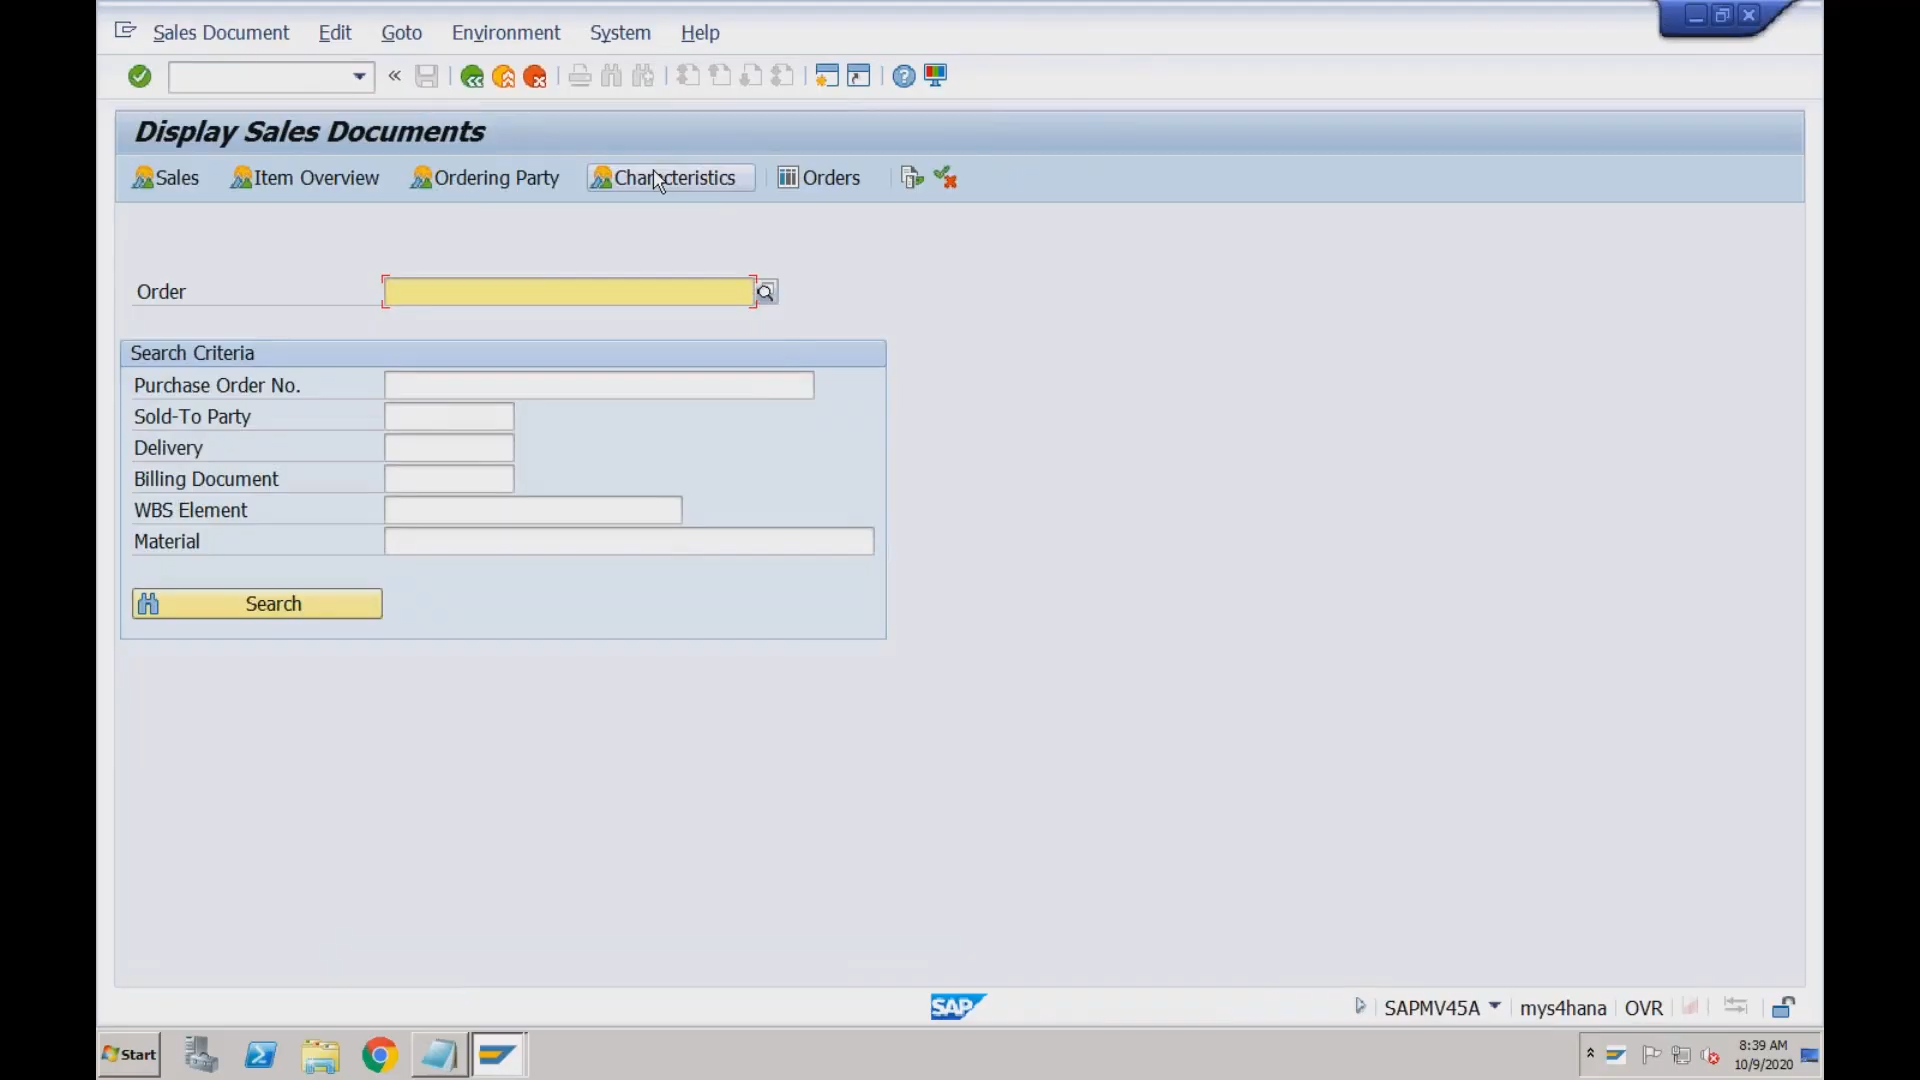 Sales Document Edit Goto Environment System Help
Display Sales Documents
Sales Item Overview Ordering Party Characteristics Orders
Order
Search Criteria
Purchase Order No.
Sold-To Party
Delivery
Billing Document
WBS Element
Material
Search
SAP SAPMV45A mys4hana OVR
Start 8:39 AM
10/9/2020